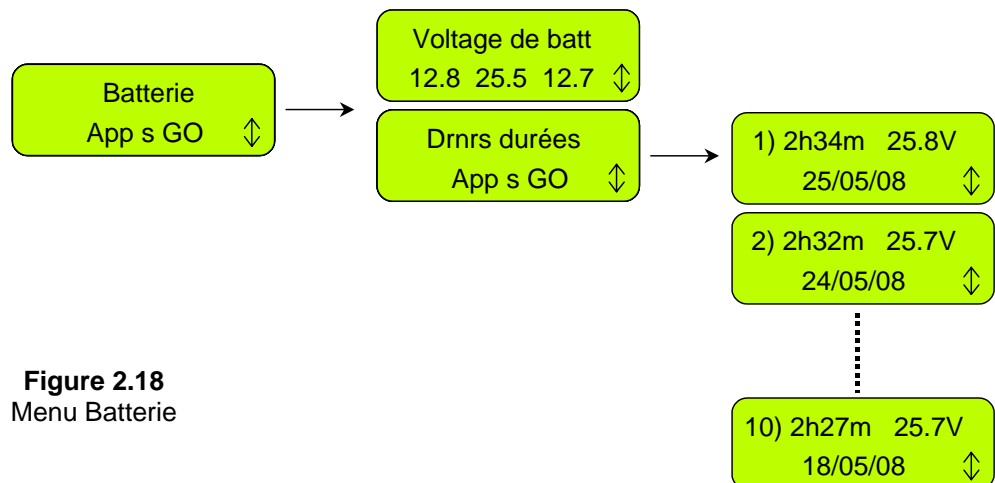 Batterie
App s GO
Voltage de batt
12.8 25.5 12.7
Drnrs durées
App s GO
1) 2h34m 25.8V
25/05/08
2) 2h32m 25.7V
24/05/08
10) 2h27m 25.7V
18/05/08
Figure 2.18
Menu Batterie